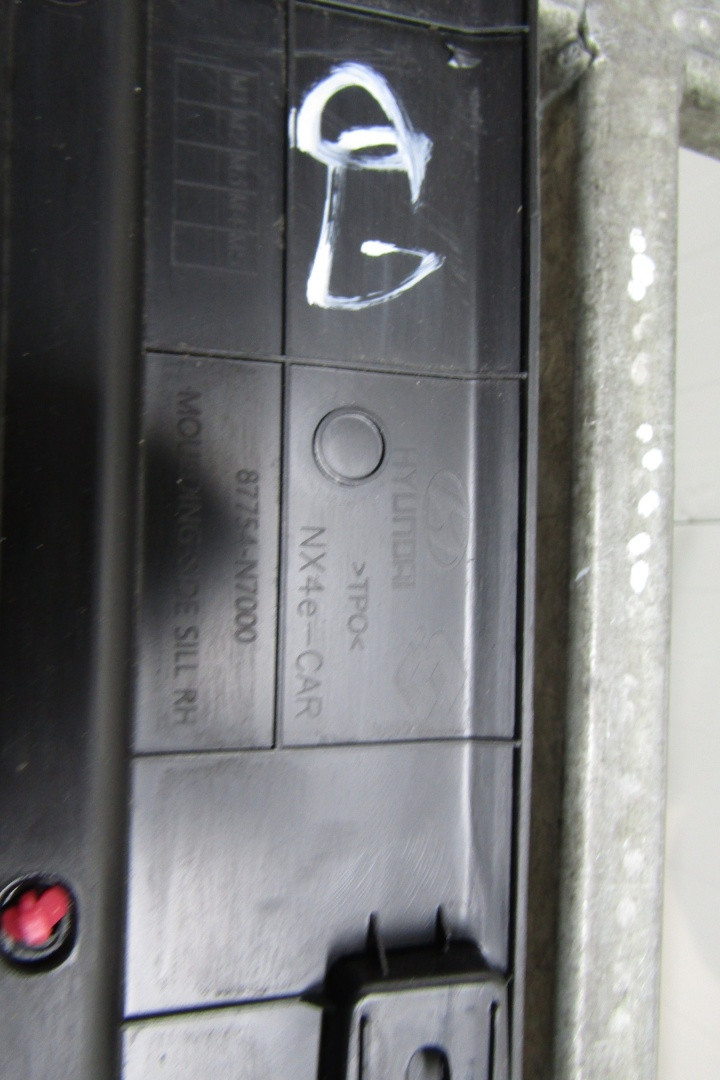 HYUNDAI
>TPO<
NX4e-CAR
87754-N7000
MOULDING SIDE SILL RH